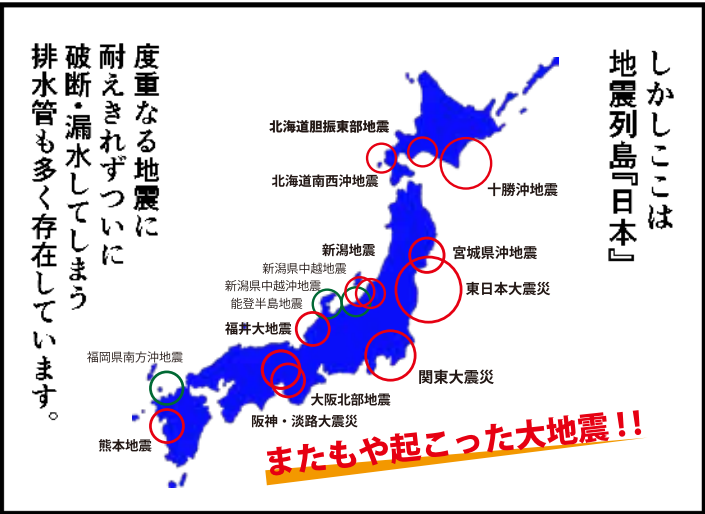 しかしここは
地震列島『日本』
北海道胆振東部地震
北海道南西沖地震
十勝沖地震
新潟地震
宮城県沖地震
新潟県中越地震
新潟県中越沖地震
東日本大震災
能登半島地震
福井大地震
福岡県南方沖地震
関東大震災
大阪北部地震
阪神・淡路大震災
熊本地震
またもや起こった大地震!!
度重なる地震に
耐えきれずついに
破断・漏水してしまう
排水管も多く存在しています。